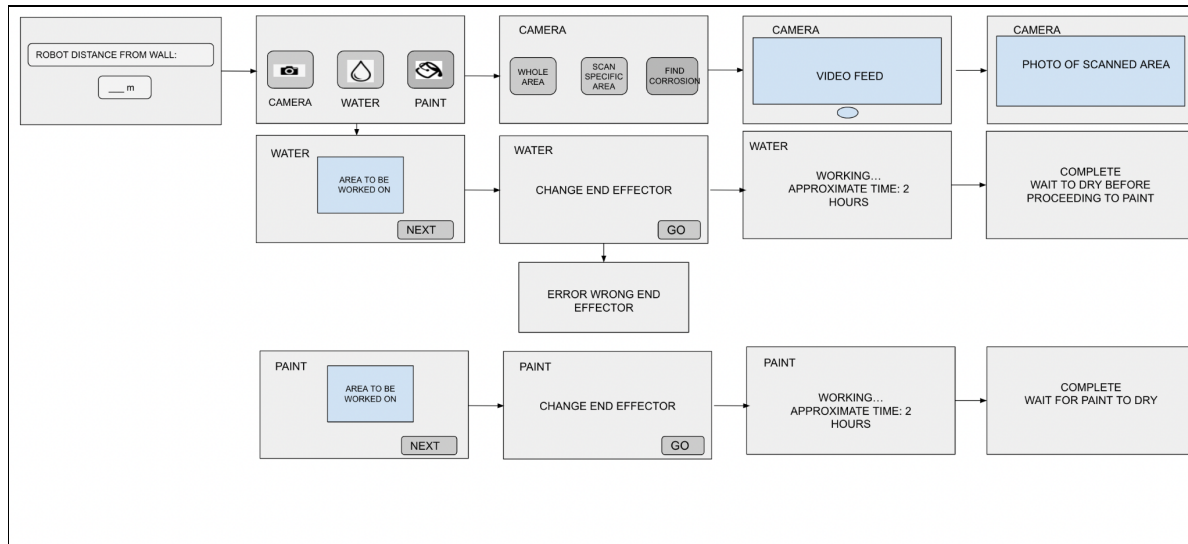 ROBOT DISTANCE FROM WALL:
___ m
CAMERA
WATER
PAINT
CAMERA
WHOLE
AREA
SCAN
SPECIFIC
AREA
FIND
CORROSION
CAMERA
VIDEO FEED
CAMERA
PHOTO OF SCANNED AREA
WATER
AREA TO BE
WORKED ON
NEXT
WATER
CHANGE END EFFECTOR
GO
WATER
WORKING...
APPROXIMATE TIME: 2
HOURS
COMPLETE
WAIT TO DRY BEFORE
PROCEEDING TO PAINT
ERROR WRONG END
EFFECTOR
PAINT
AREA TO BE
WORKED ON
NEXT
PAINT
CHANGE END EFFECTOR
GO
PAINT
WORKING...
APPROXIMATE TIME: 2
HOURS
COMPLETE
WAIT FOR PAINT TO DRY